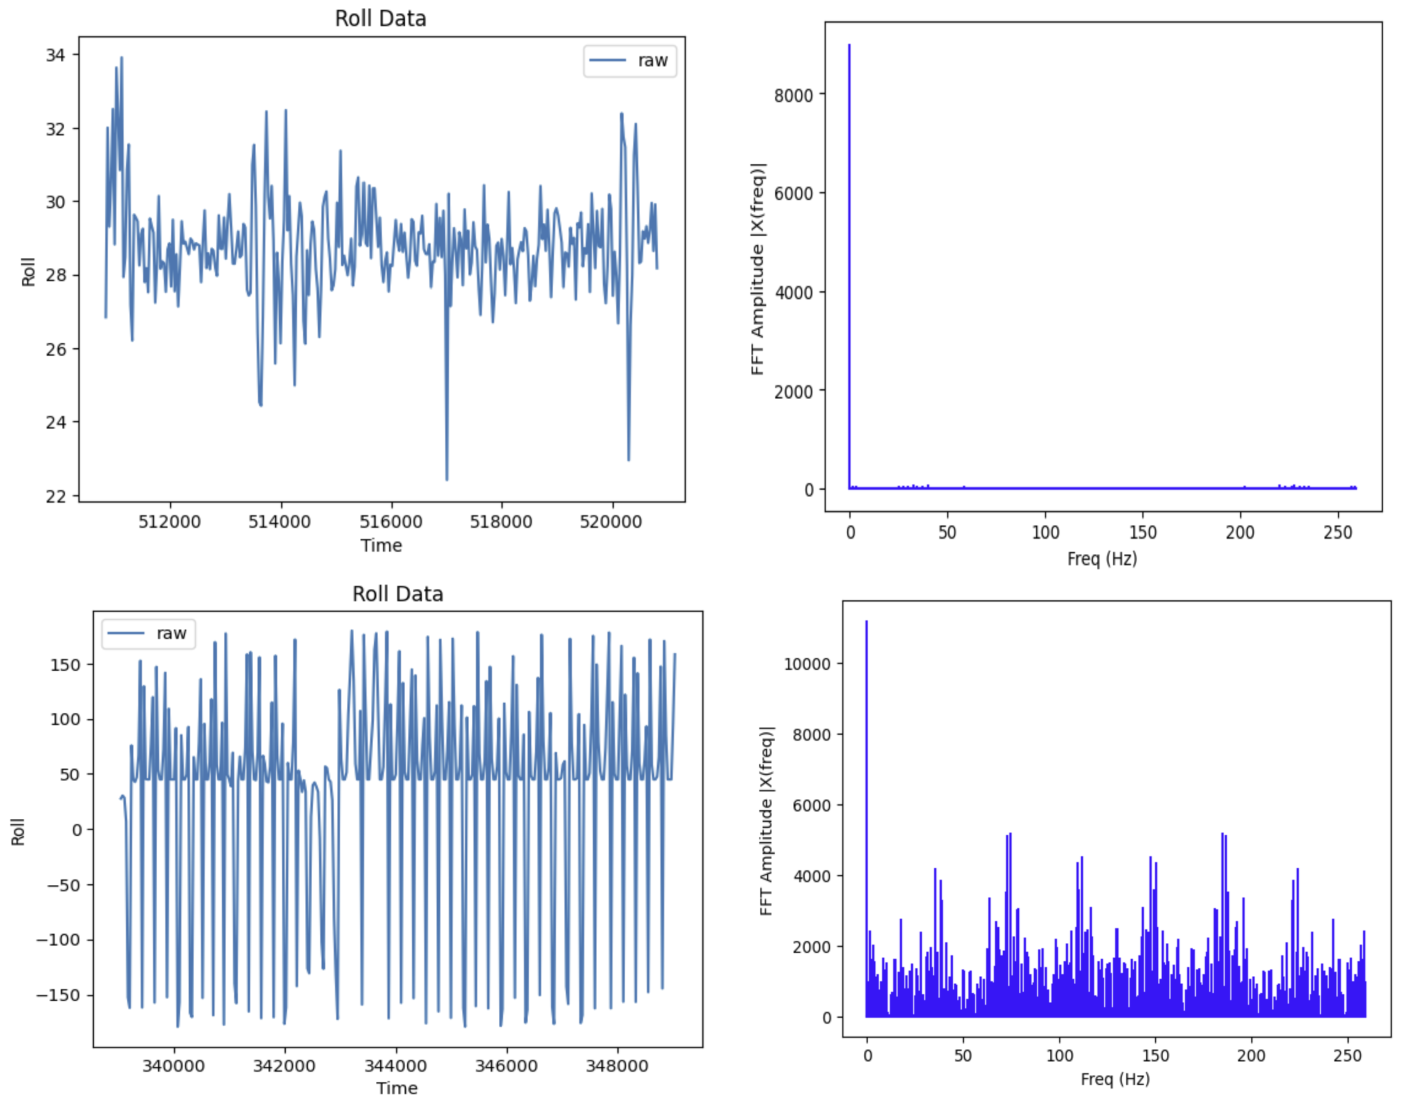 Roll Data
raw
34
32
30
28
26
24
22
Roll
512000 514000 516000 518000 520000
Time
8000
6000
4000
2000
0
FFT Amplitude |X(freq)|
0 50 100 150 200 250
Freq (Hz)
Roll Data
raw
150
100
50
0
−50
−100
−150
Roll
340000 342000 344000 346000 348000
Time
10000
8000
6000
4000
2000
0
FFT Amplitude |X(freq)|
0 50 100 150 200 250
Freq (Hz)